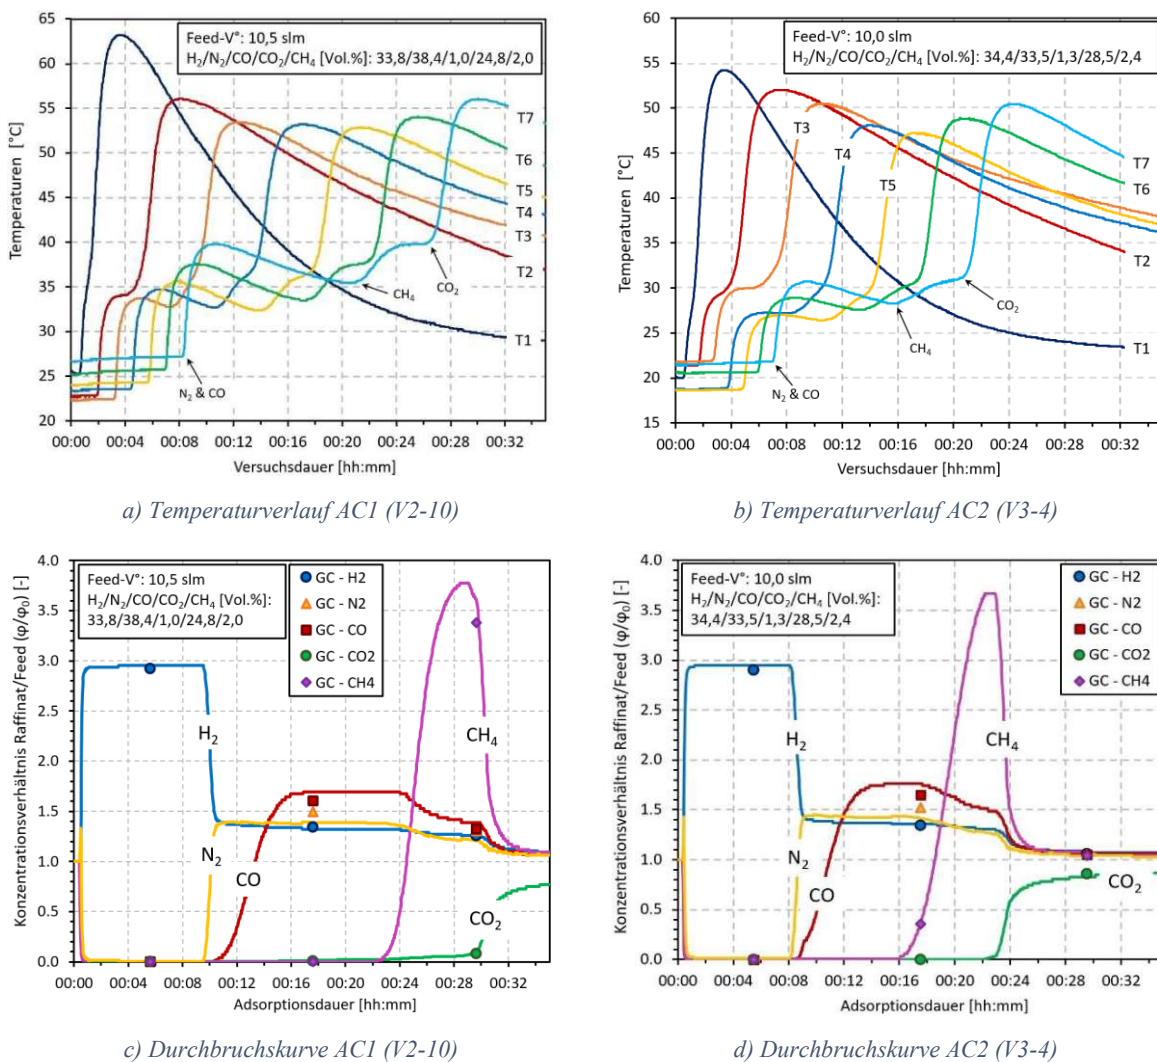 Feed-V°: 10,5 slm
H₂/N₂/CO/CO₂/CH₄ [Vol.%]: 33,8/38,4/1,0/24,8/2,0
Temperaturen [°C]
65
60
55
50
45
40
35
30
25
20
T7
T6
T5
T4
T3
T2
T1
CH₄
CO₂
N₂ & CO
00:00 00:04 00:08 00:12 00:16 00:20 00:24 00:28 00:32
Versuchsdauer [hh:mm]
a) Temperaturverlauf AC1 (V2-10)
Feed-V°: 10,0 slm
H₂/N₂/CO/CO₂/CH₄ [Vol.%]: 34,4/33,5/1,3/28,5/2,4
Temperaturen [°C]
60
55
50
45
40
35
30
25
20
15
T3
T4
T5
T7
T6
T2
T1
CO₂
CH₄
N₂ & CO
00:00 00:04 00:08 00:12 00:16 00:20 00:24 00:28 00:32
Versuchsdauer [hh:mm]
b) Temperaturverlauf AC2 (V3-4)
Feed-V°: 10,5 slm
H₂/N₂/CO/CO₂/CH₄ [Vol.%]:
33,8/38,4/1,0/24,8/2,0
GC - H2
GC - N2
GC - CO
GC - CO2
GC - CH4
Konzentrationsverhältnis Raffinat/Feed (φ/φ₀) [-]
4.0
3.5
3.0
2.5
2.0
1.5
1.0
0.5
0.0
H₂
CH₄
N₂
CO
CO₂
00:00 00:04 00:08 00:12 00:16 00:20 00:24 00:28 00:32
Adsorptionsdauer [hh:mm]
c) Durchbruchskurve AC1 (V2-10)
Feed-V°: 10,0 slm
H₂/N₂/CO/CO₂/CH₄ [Vol.%]:
34,4/33,5/1,3/28,5/2,4
GC - H2
GC - N2
GC - CO
GC - CO2
GC - CH4
Konzentrationsverhältnis Raffinat/Feed (φ/φ₀) [-]
4.0
3.5
3.0
2.5
2.0
1.5
1.0
0.5
0.0
H₂
CH₄
N₂
CO
CO₂
00:00 00:04 00:08 00:12 00:16 00:20 00:24 00:28 00:32
Adsorptionsdauer [hh:mm]
d) Durchbruchskurve AC2 (V3-4)